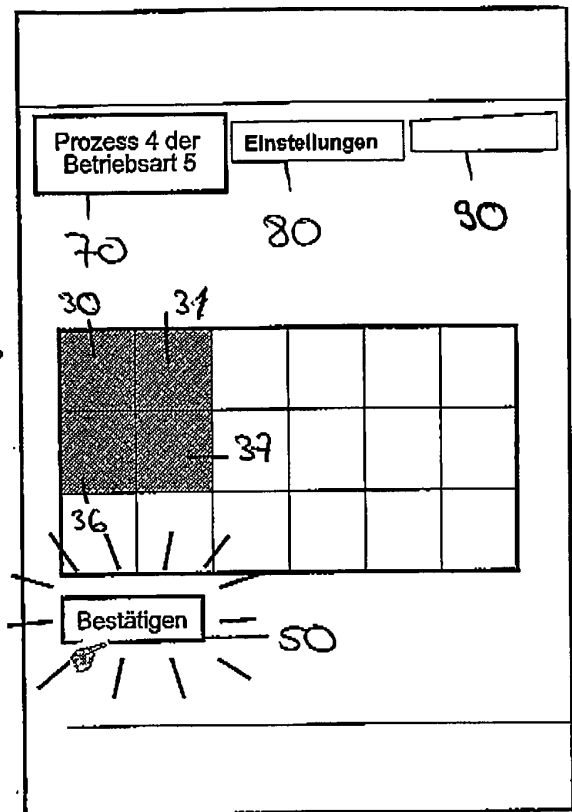 Prozess 4 der
Betriebsart 5
Einstellungen
70
80
90
30
31
37
36
Bestätigen
50